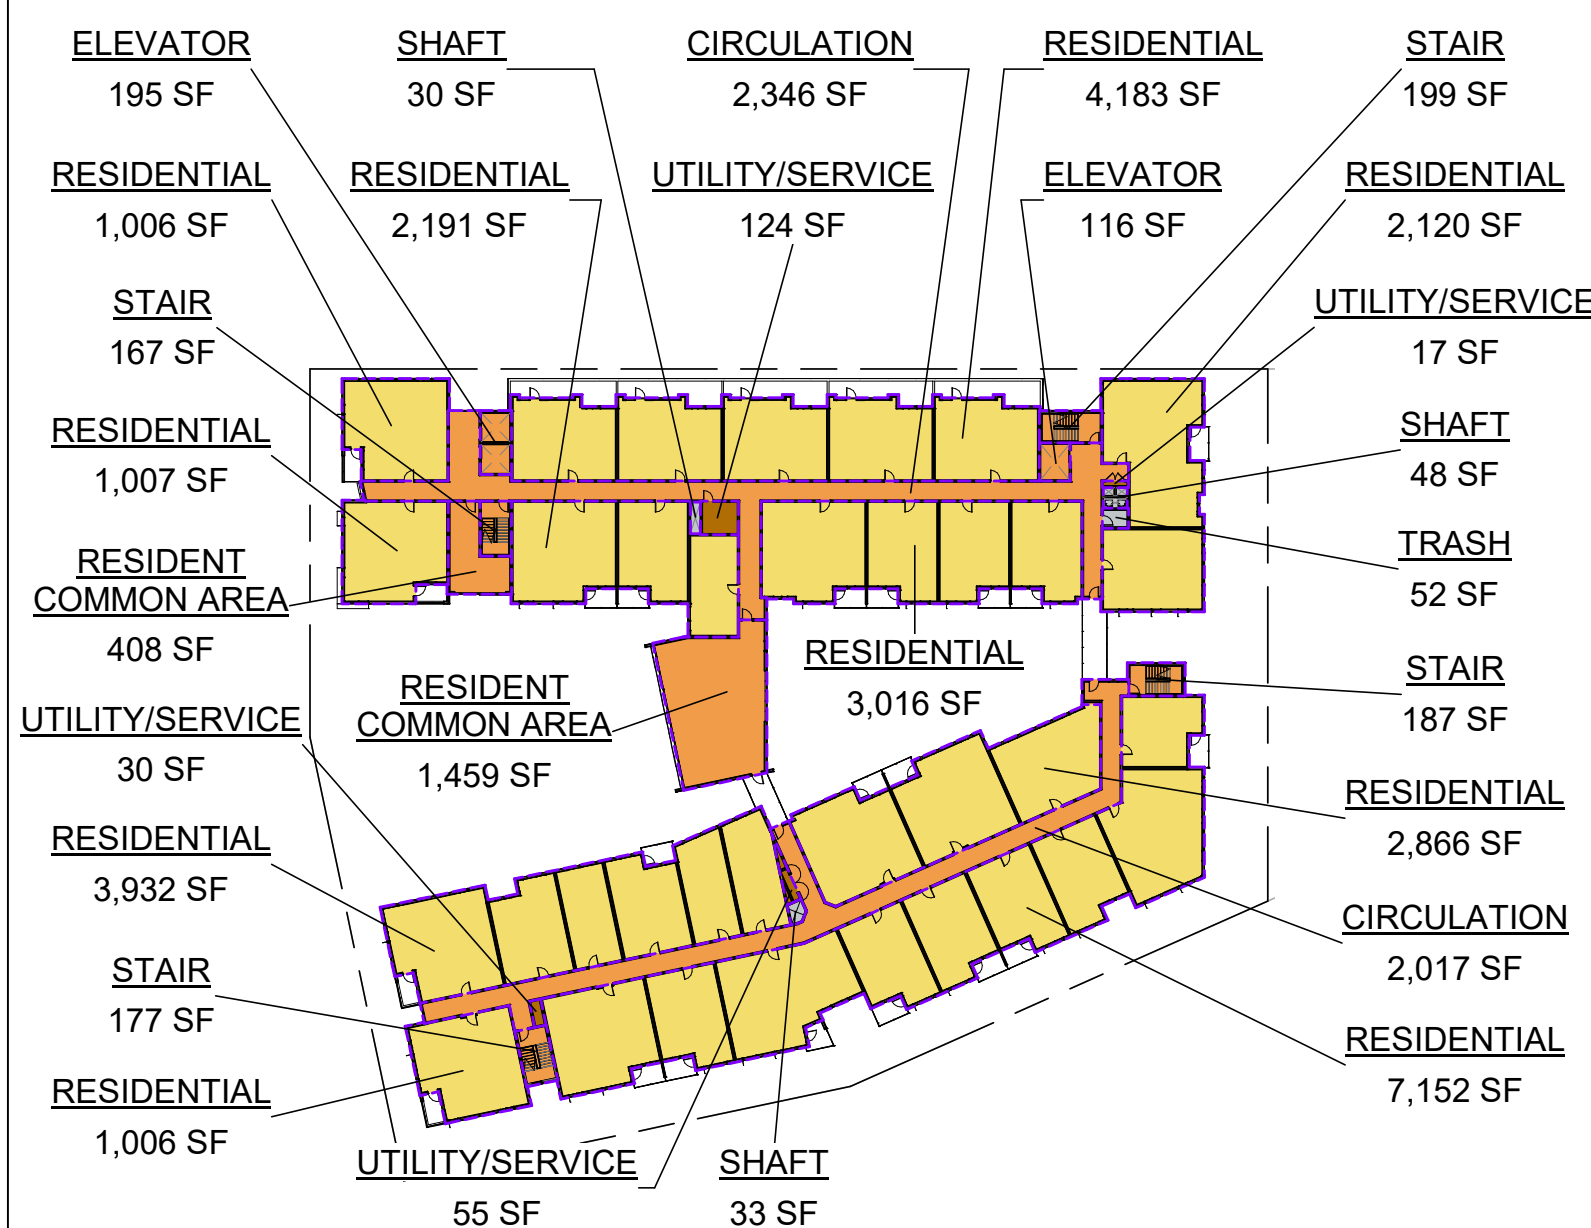 ELEVATOR
195 SF
SHAFT
30 SF
CIRCULATION
2,346 SF
RESIDENTIAL
4,183 SF
STAIR
199 SF
RESIDENTIAL
1,006 SF
RESIDENTIAL
2,191 SF
UTILITY/SERVICE
124 SF
ELEVATOR
116 SF
RESIDENTIAL
2,120 SF
STAIR
167 SF
UTILITY/SERVICE
17 SF
RESIDENTIAL
1,007 SF
SHAFT
48 SF
RESIDENT
COMMON AREA
408 SF
TRASH
52 SF
RESIDENT
COMMON AREA
1,459 SF
RESIDENTIAL
3,016 SF
STAIR
187 SF
UTILITY/SERVICE
30 SF
RESIDENTIAL
2,866 SF
RESIDENTIAL
3,932 SF
CIRCULATION
2,017 SF
STAIR
177 SF
RESIDENTIAL
7,152 SF
RESIDENTIAL
1,006 SF
UTILITY/SERVICE
55 SF
SHAFT
33 SF